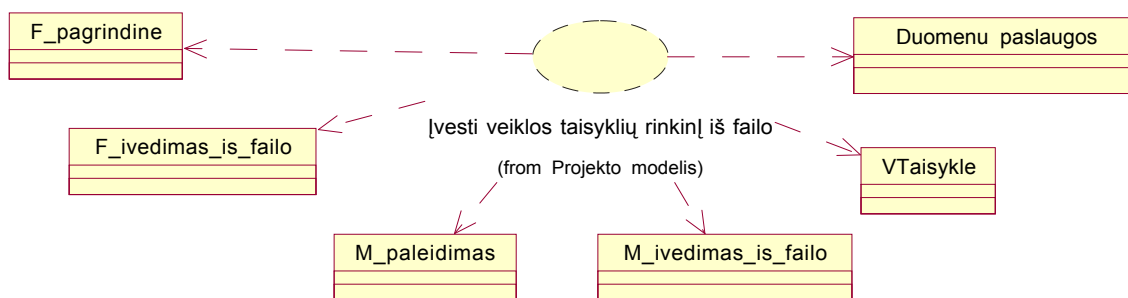 F_pagrindine
Duomenu paslaugos
F_ivedimas_is_failo
Įvesti veiklos taisyklių rinkinĮ iš failo
(from Projekto modelis)
VTaisykle
M_paleidimas
M_ivedimas_is_failo